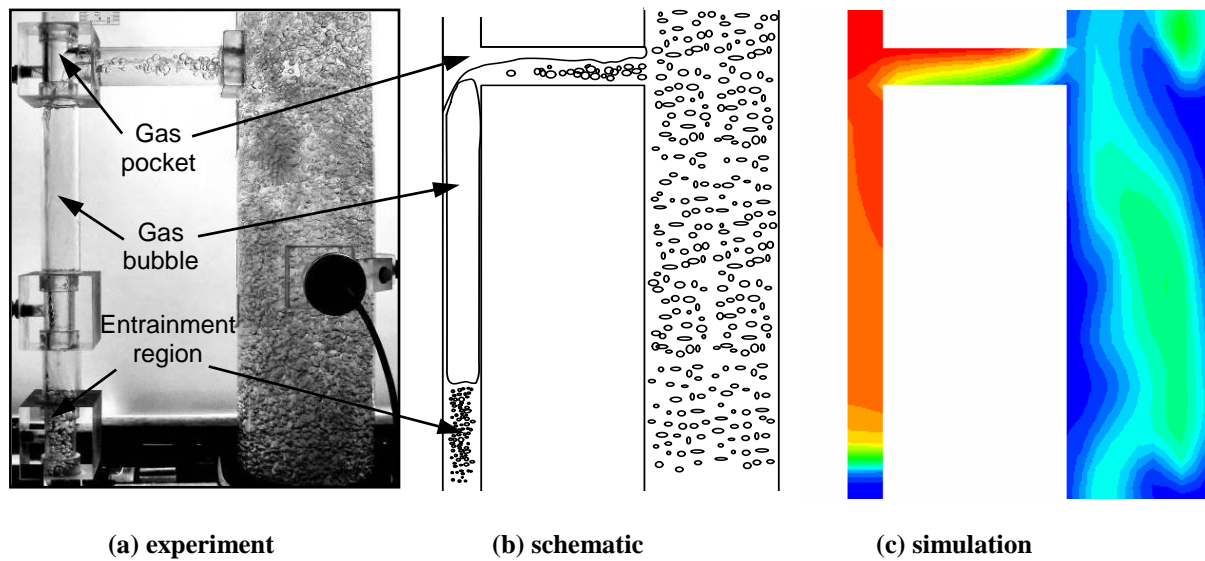 Gas
pocket
Gas
bubble
Entrainment
region
(a) experiment
(b) schematic
(c) simulation